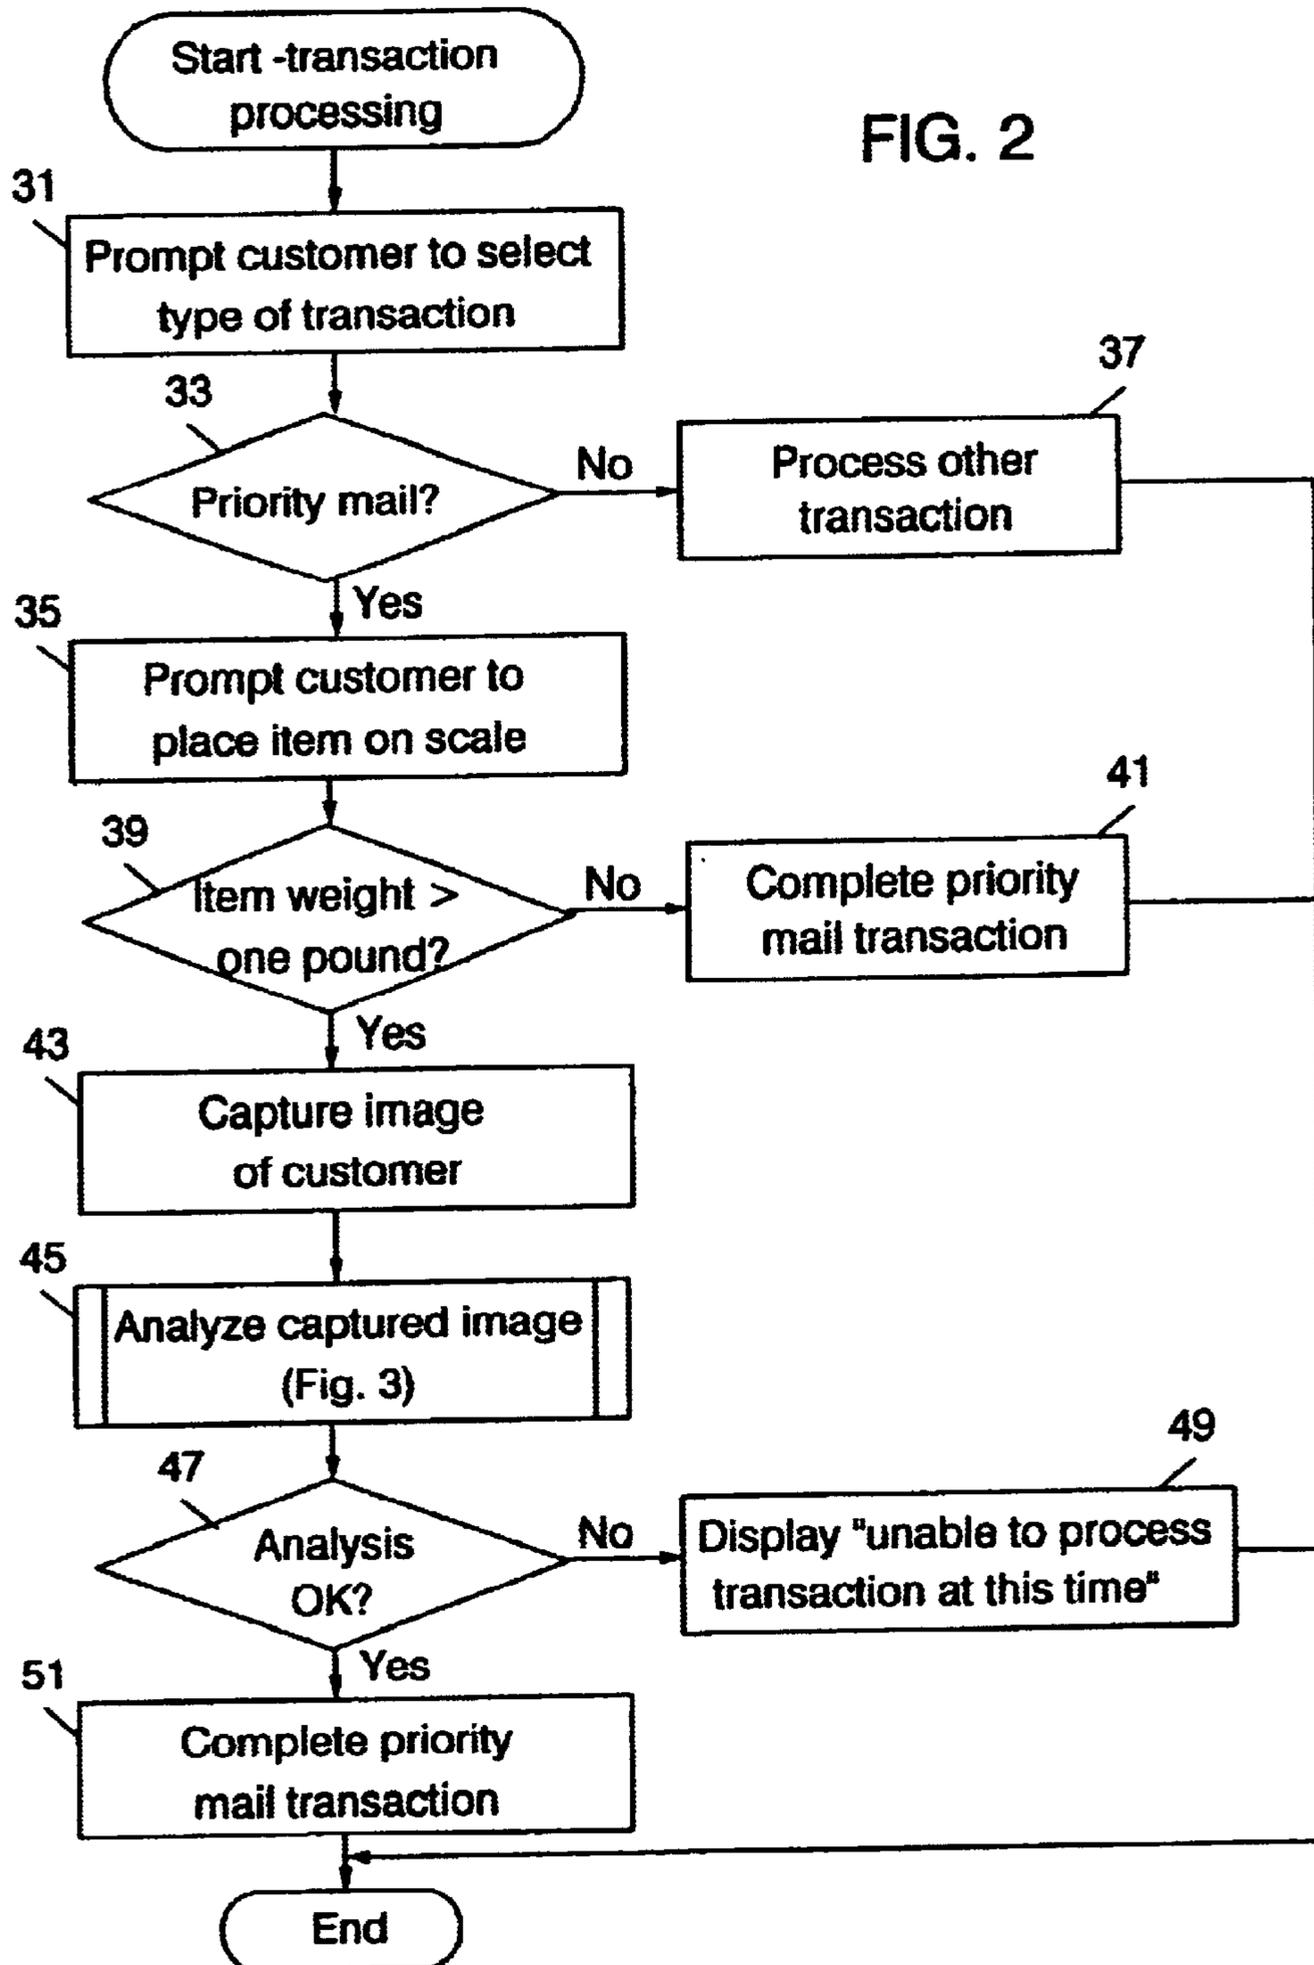 Start -transaction
processing
FIG. 2
31
Prompt customer to select
type of transaction
33
Priority mail?
No
37
Process other
transaction
Yes
35
Prompt customer to
place item on scale
39
Item weight >
one pound?
No
41
Complete priority
mail transaction
Yes
43
Capture image
of customer
45
Analyze captured image
(Fig. 3)
47
Analysis
OK?
No
49
Display "unable to process
transaction at this time"
Yes
51
Complete priority
mail transaction
End